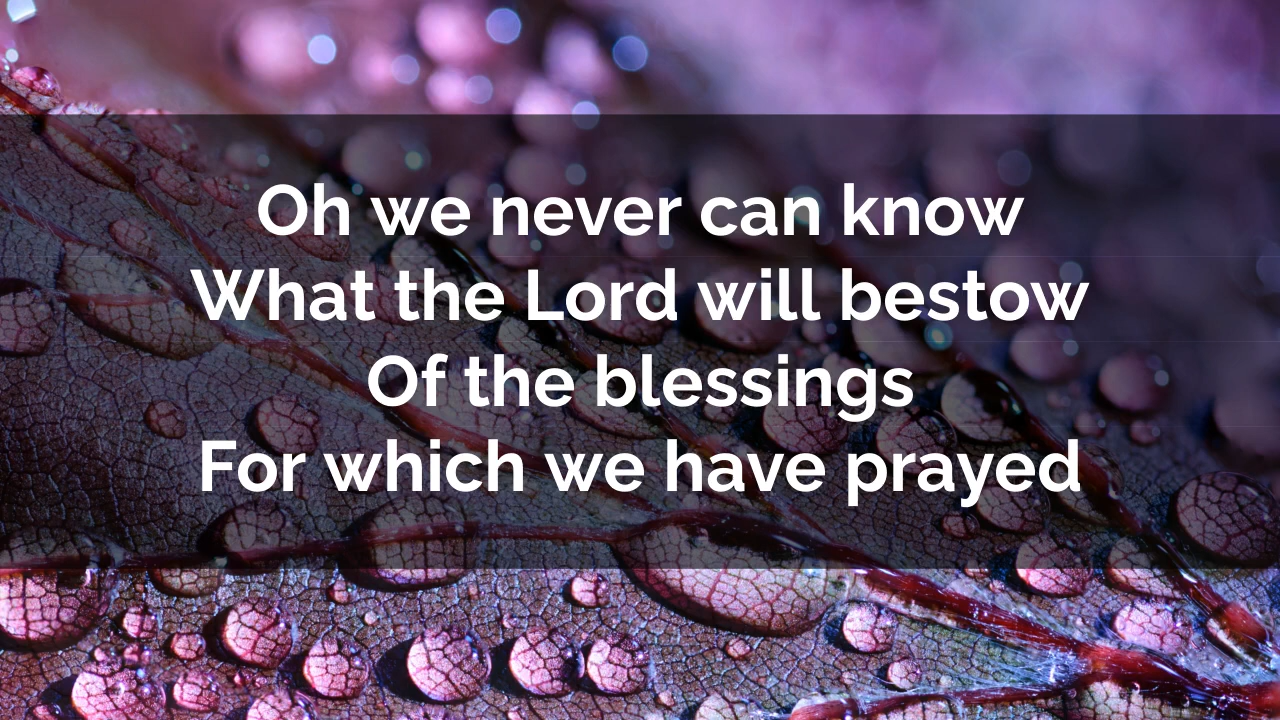 Oh we never can know
What the Lord will bestow
Of the blessings
For which we have prayed